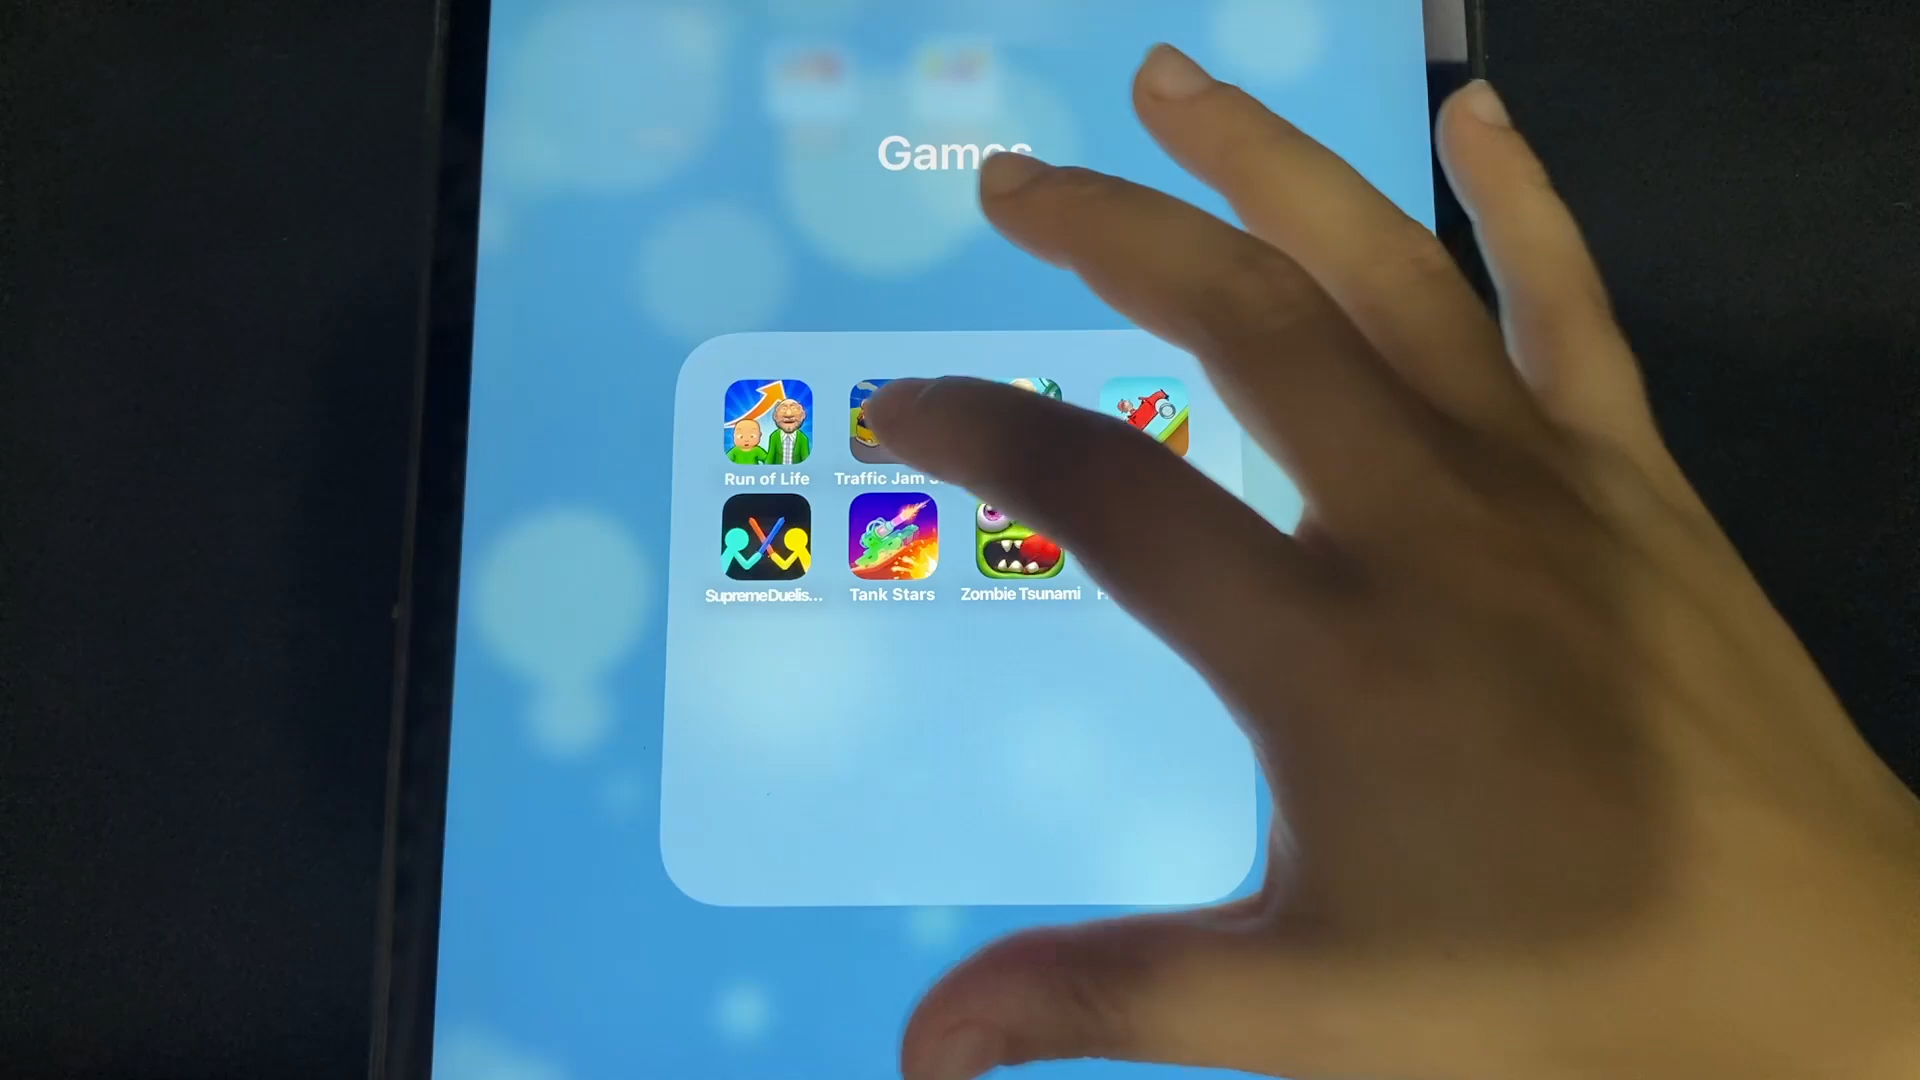 Games
Run of Life
Traffic Jam
SupremeDuelis...
Tank Stars
Zombie Tsunami